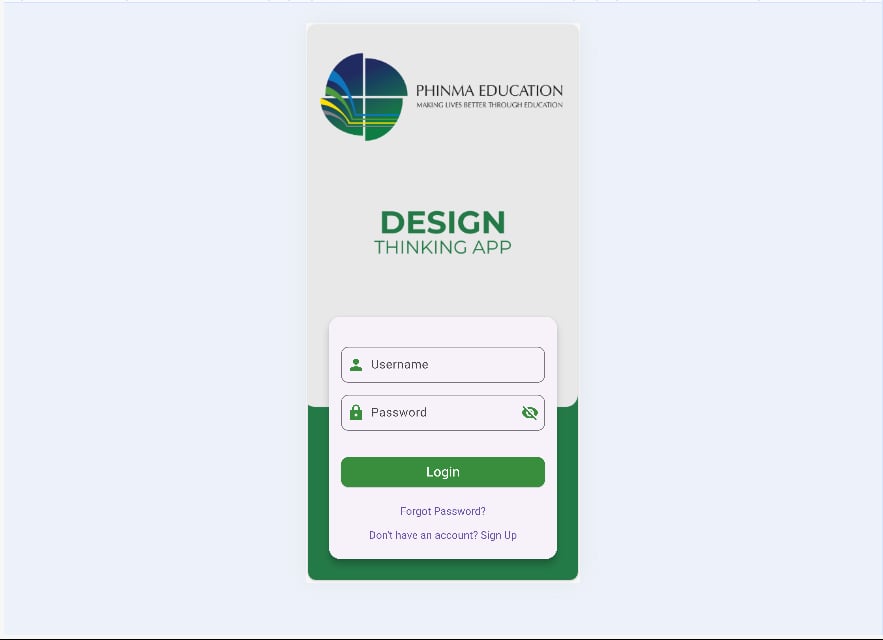 PHINMA EDUCATION
MAKING LIVES BETTER THROUGH EDUCATION
DESIGN
THINKING APP
Username
Password
Login
Forgot Password?
Don't have an account? Sign Up